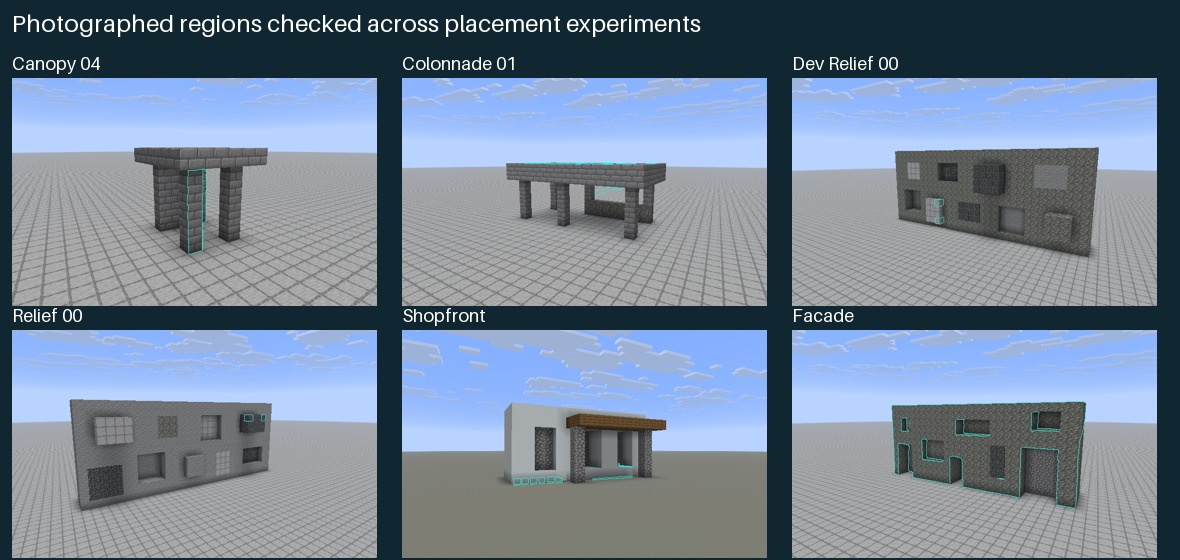 Photographed regions checked across placement experiments
Canopy 04
Colonnade 01
Dev Relief 00
Relief 00
Shopfront
Facade